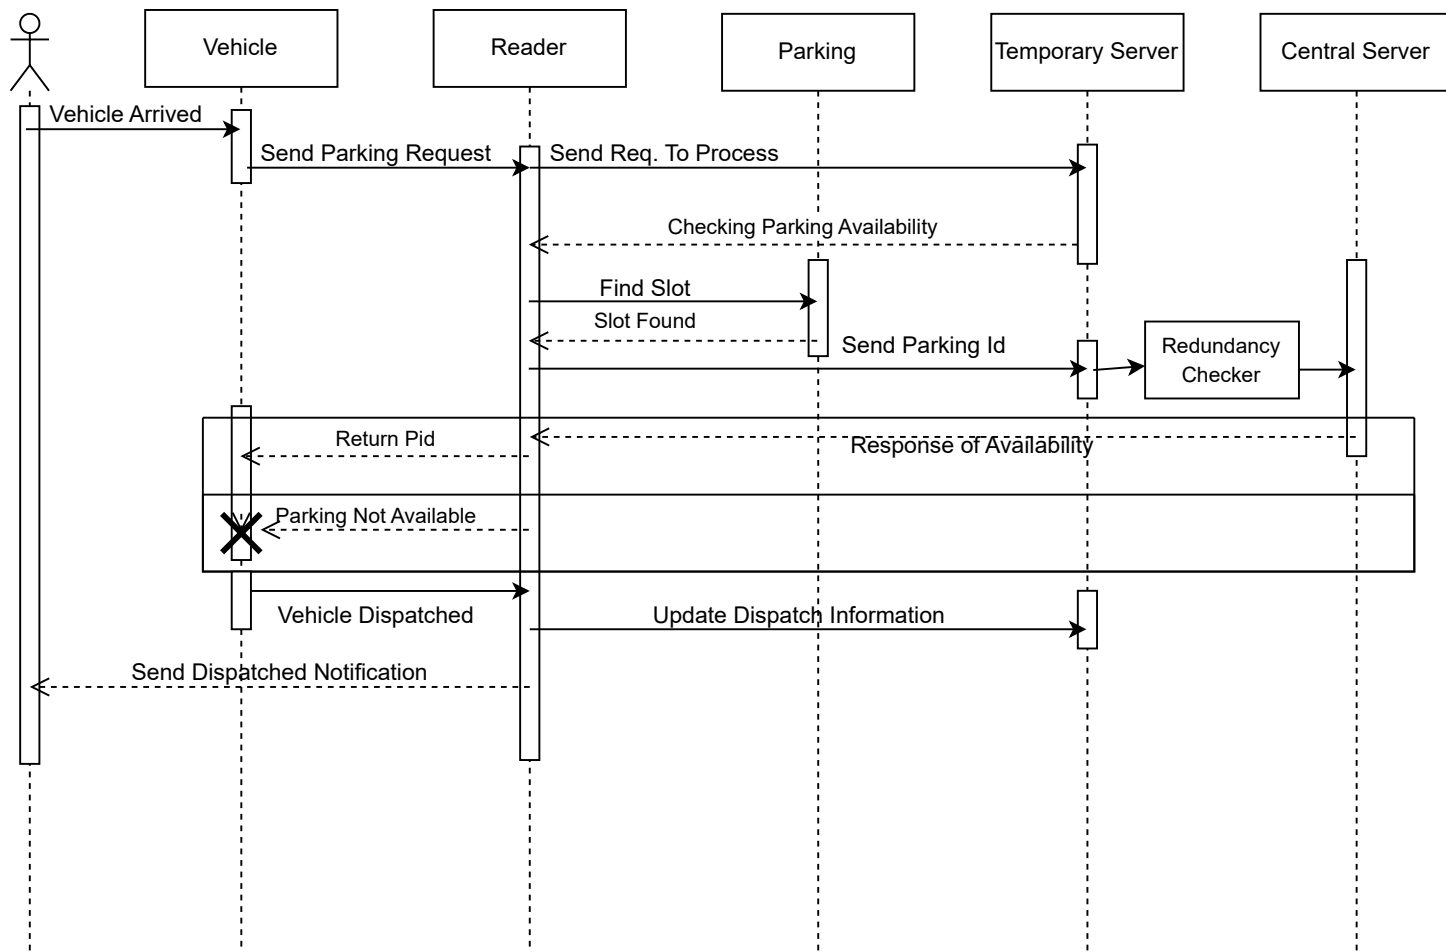 Vehicle
Reader
Parking
Temporary Server
Central Server
Vehicle Arrived
Send Parking Request
Send Req. To Process
Checking Parking Availability
Find Slot
Slot Found
Send Parking Id
Redundancy
Checker
Return Pid
Response of Availability
Parking Not Available
Vehicle Dispatched
Update Dispatch Information
Send Dispatched Notification